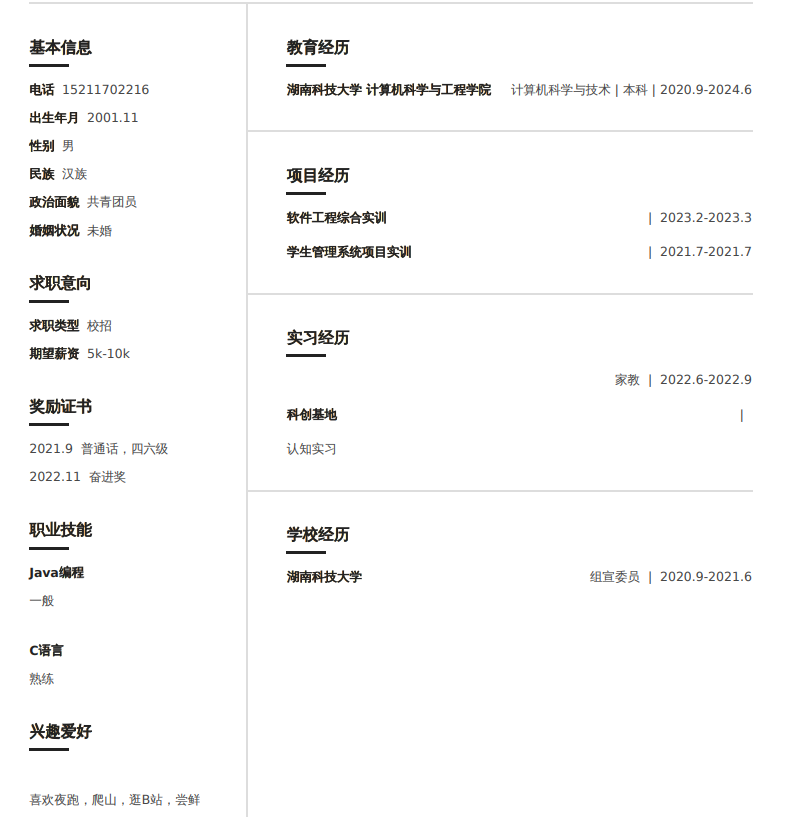 基本信息
电话 15211702216
出生年月 2001.11
性别 男
民族 汉族
政治面貌 共青团员
婚姻状况 未婚
求职意向
求职类型 校招
期望薪资 5k-10k
奖励证书
2021.9 普通话，四六级
2022.11 奋进奖
职业技能
Java编程
一般
C语言
熟练
兴趣爱好
喜欢夜跑，爬山，逛B站，尝鲜
教育经历
湖南科技大学 计算机科学与工程学院 计算机科学与技术 | 本科 | 2020.9-2024.6
项目经历
软件工程综合实训 | 2023.2-2023.3
学生管理系统项目实训 | 2021.7-2021.7
实习经历
家教 | 2022.6-2022.9
科创基地 |
认知实习
学校经历
湖南科技大学 组宣委员 | 2020.9-2021.6